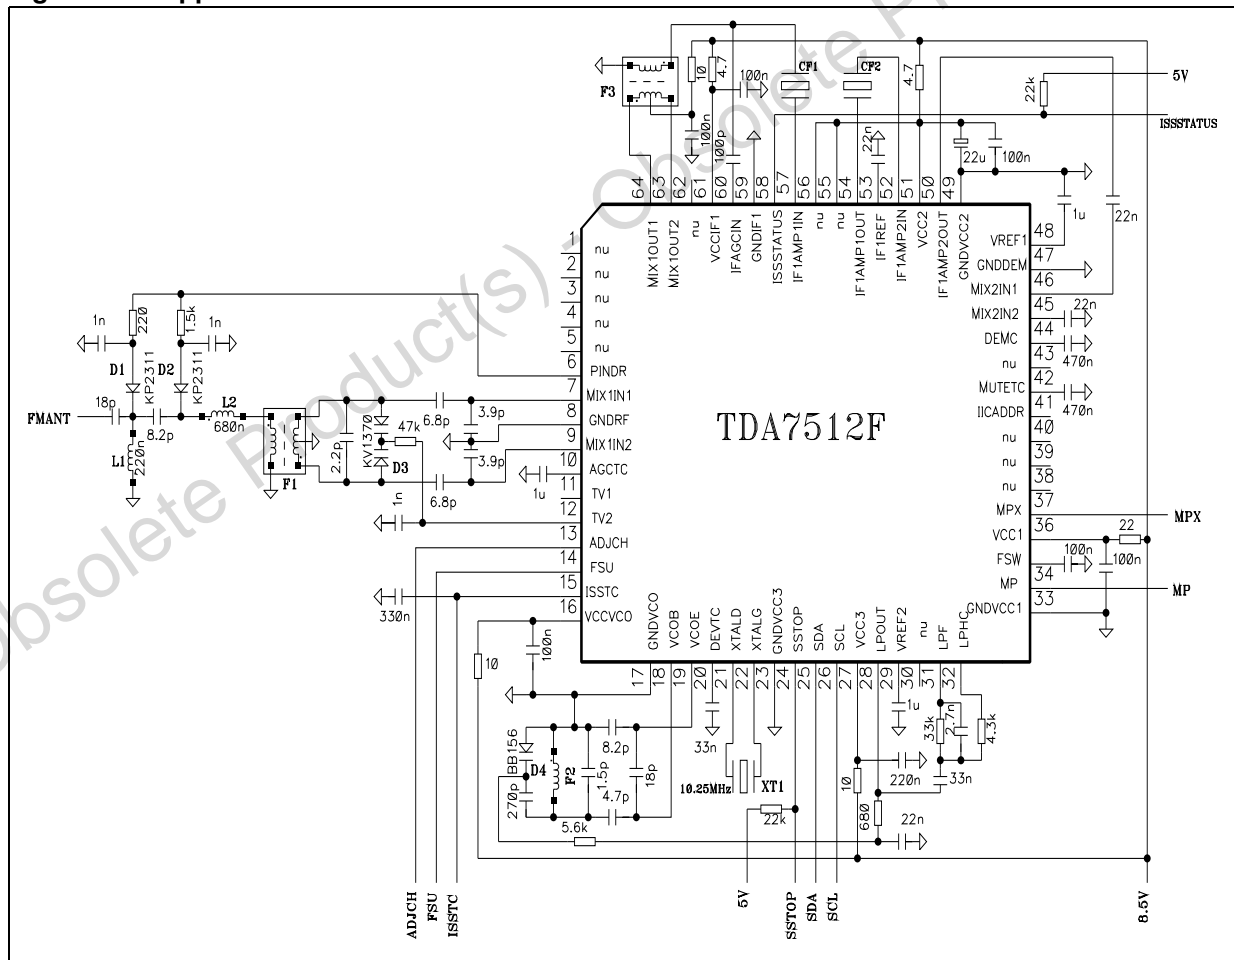 Obsolete Product(s) - Obsolete Pr
F3
10
4.7
100n
CF1
CF2
4.7
22k
5V
ISSSTATUS
100n
100p
22n
22u
100n
1u
22n
64
63
62
61
60
59
58
57
56
55
54
53
52
51
50
49
MIX1OUT1
MIX1OUT2
nu
VCCIF1
IFAGCIN
GNDIF1
ISSSTATUS
IF1AMP1IN
nu
nu
IF1AMP1OUT
IF1REF
IF1AMP2IN
VCC2
IF1AMP2OUT
GNDVCC2
1
nu
2
nu
3
nu
4
nu
5
nu
6
PINDR
7
MIX1IN1
8
GNDRF
9
MIX1IN2
10
AGCTC
11
TV1
12
TV2
13
ADJCH
14
FSU
15
ISSTC
16
VCCVCO
TDA7512F
48
VREF1
47
GNDDEM
46
MIX2IN1
45
MIX2IN2
22n
44
DEMC
43
nu
470n
42
MUTETC
41
IICADDR
470n
40
nu
39
nu
38
nu
37
MPX
MPX
36
VCC1
22
FSW
100n
100n
34
MP
MP
33
GNDVCC1
1n
220
1.5k
1n
D1
KP2311
D2
KP2311
18p
FMANT
8.2p
L2
680n
L1
220n
F1
2.2p
KV1370
47k
D3
6.8p
3.9p
3.9p
6.8p
1n
1u
330n
10
100n
GNDVCO
VCOB
VCOE
DEVTC
XTALD
XTALG
GNDVCC3
SSTOP
SDA
SCL
VCC3
LPOUT
VREF2
nu
LPF
LPHC
17
18
19
20
21
22
23
24
25
26
27
28
29
30
31
32
BB156
D4
F2
270p
1.5p
8.2p
4.7p
18p
5.6k
33n
10.25MHz
XT1
22k
10
220n
680
22n
1u
33k
2.7n
4.3k
33n
ADJCH
FSU
ISSTC
5V
SSTOP
SDA
SCL
8.5V